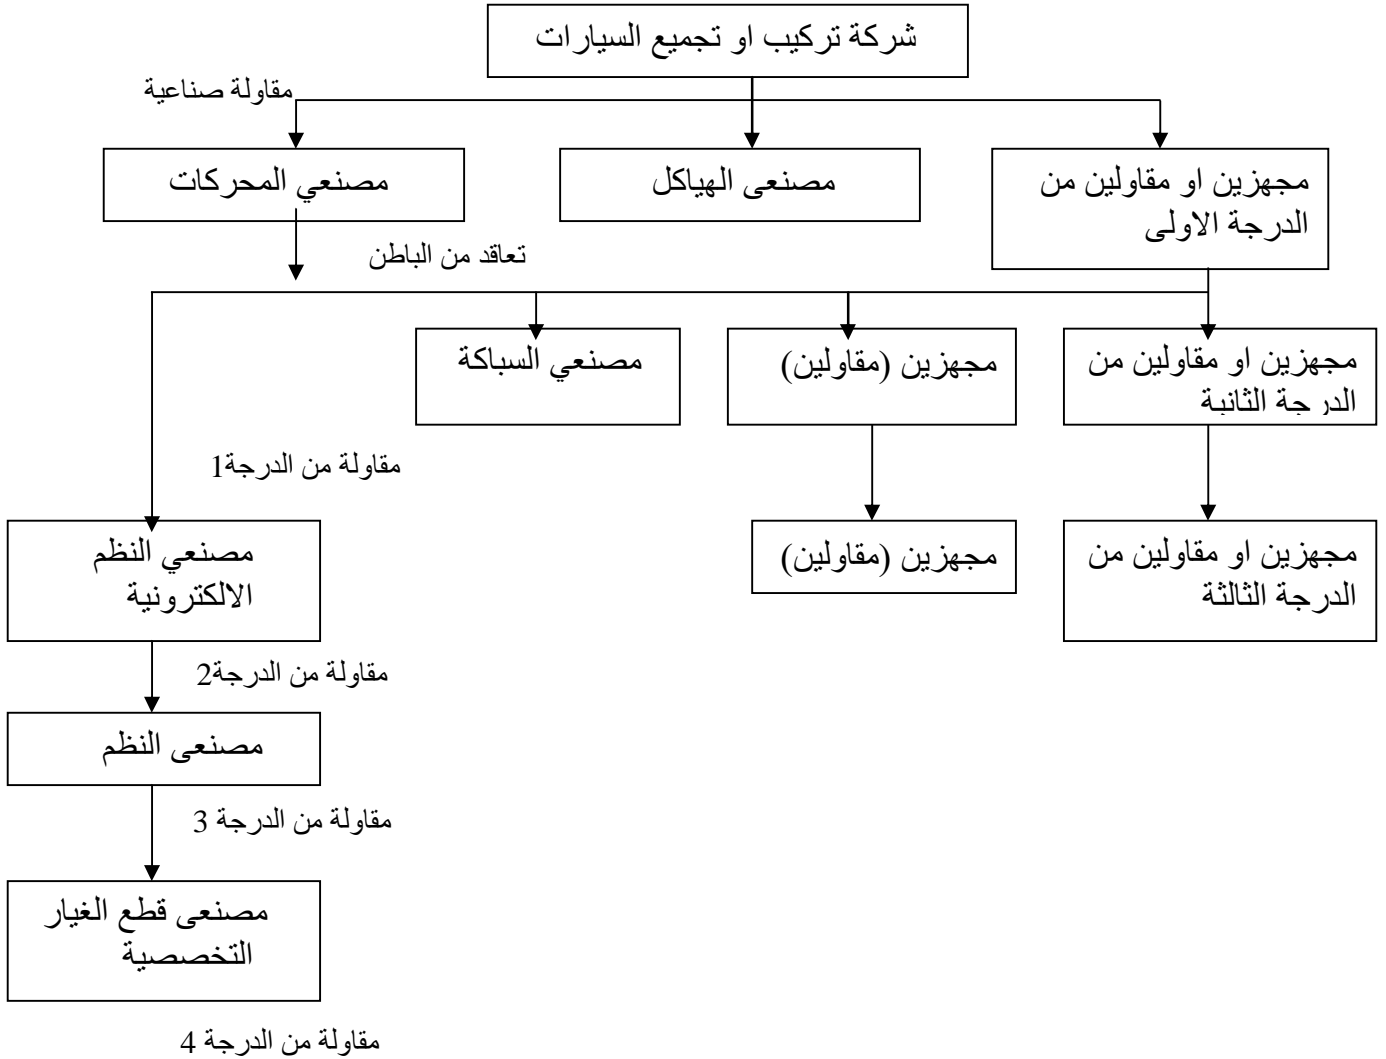 شركة تركيب او تجميع السيارات
مقاولة صناعية
مجهزين او مقاولين من
الدرجة الاولى
مصنعى الهياكل
مصنعي المحركات
تعاقد من الباطن
مجهزين او مقاولين من
الدرجة الثانية
مجهزين (مقاولين)
مصنعي السباكة
مقاولة من الدرجة1
مجهزين او مقاولين من
الدرجة الثالثة
مجهزين (مقاولين)
مصنعي النظم
الالكترونية
مقاولة من الدرجة2
مصنعى النظم
مقاولة من الدرجة 3
مصنعى قطع الغيار
التخصصية
مقاولة من الدرجة 4